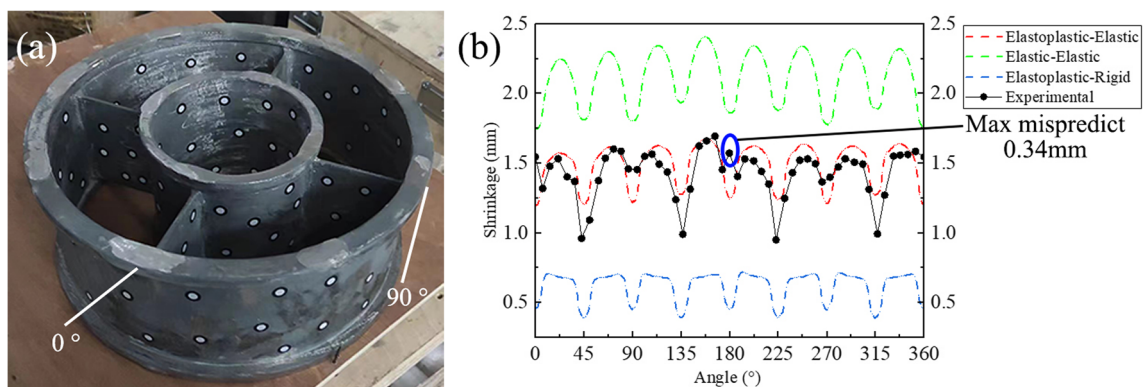 (a)
0 °
90 °
(b)
2.5
2.0
1.5
1.0
0.5
Shrinkage (mm)
0 45 90 135 180 225 270 315 360
Angle (°)
2.5
2.0
1.5
1.0
0.5
Elastoplastic-Elastic
Elastic-Elastic
Elastoplastic-Rigid
Experimental
Max mispredict
0.34mm